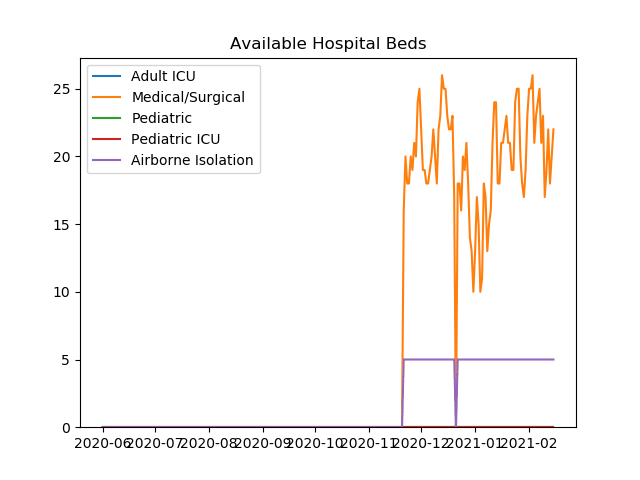 Available Hospital Beds
Adult ICU
Medical/Surgical
Pediatric
Pediatric ICU
Airborne Isolation
25
20
15
10
5
0
2020-06 2020-07 2020-08 2020-09 2020-10 2020-11 2020-12 2021-01 2021-02